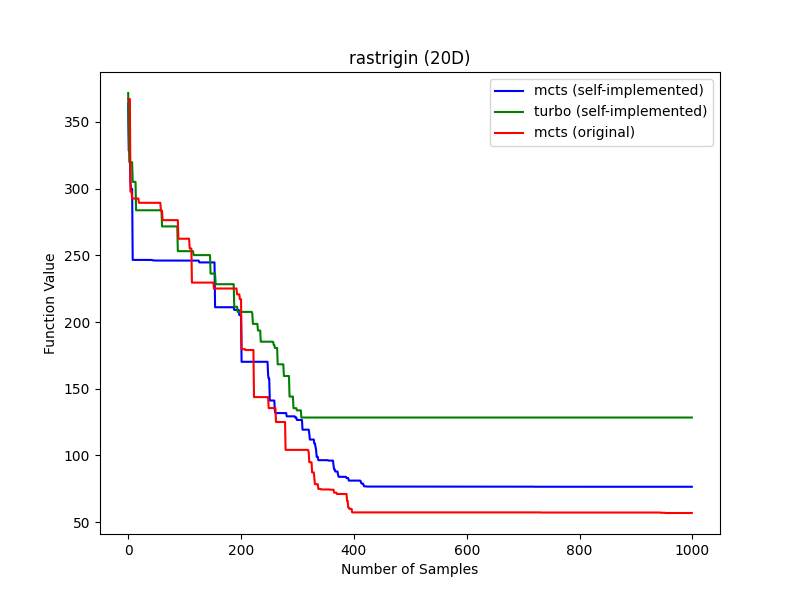 rastrigin (20D)
mcts (self-implemented)
turbo (self-implemented)
mcts (original)
Function Value
350
300
250
200
150
100
50
0 200 400 600 800 1000
Number of Samples